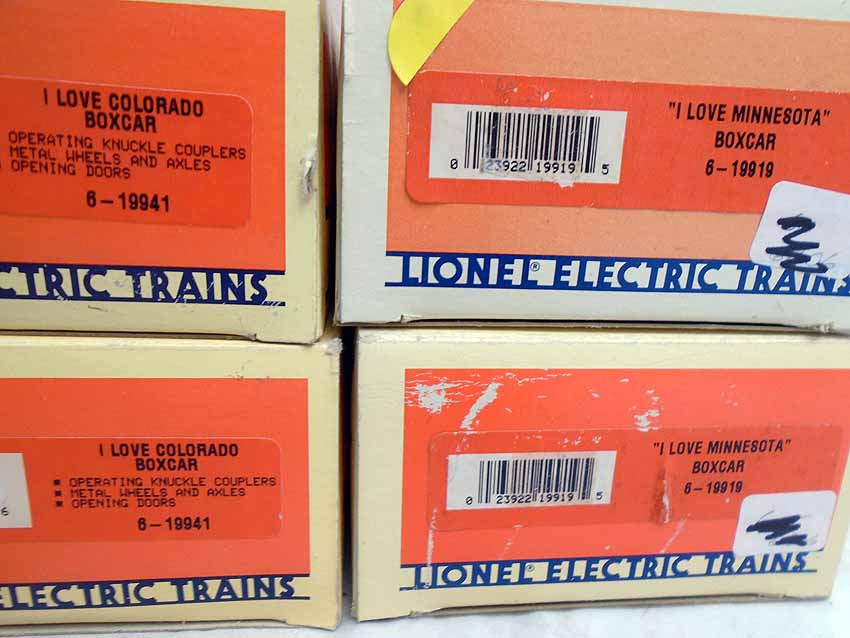 I LOVE COLORADO
BOXCAR
OPERATING KNUCKLE COUPLERS
METAL WHEELS AND AXLES
OPENING DOORS
6-19941
CTRIC TRAINS
"I LOVE MINNESOTA"
BOXCAR
6-19919
0 23922 19919 5
LIONEL® ELECTRIC TRAINS
I LOVE COLORADO
BOXCAR
▪ OPERATING KNUCKLE COUPLERS
▪ METAL WHEELS AND AXLES
▪ OPENING DOORS
6-19941
6
ELECTRIC TRAINS
"I LOVE MINNESOTA"
BOXCAR
6-19919
0 23922 19919 5
LIONEL® ELECTRIC TRAINS